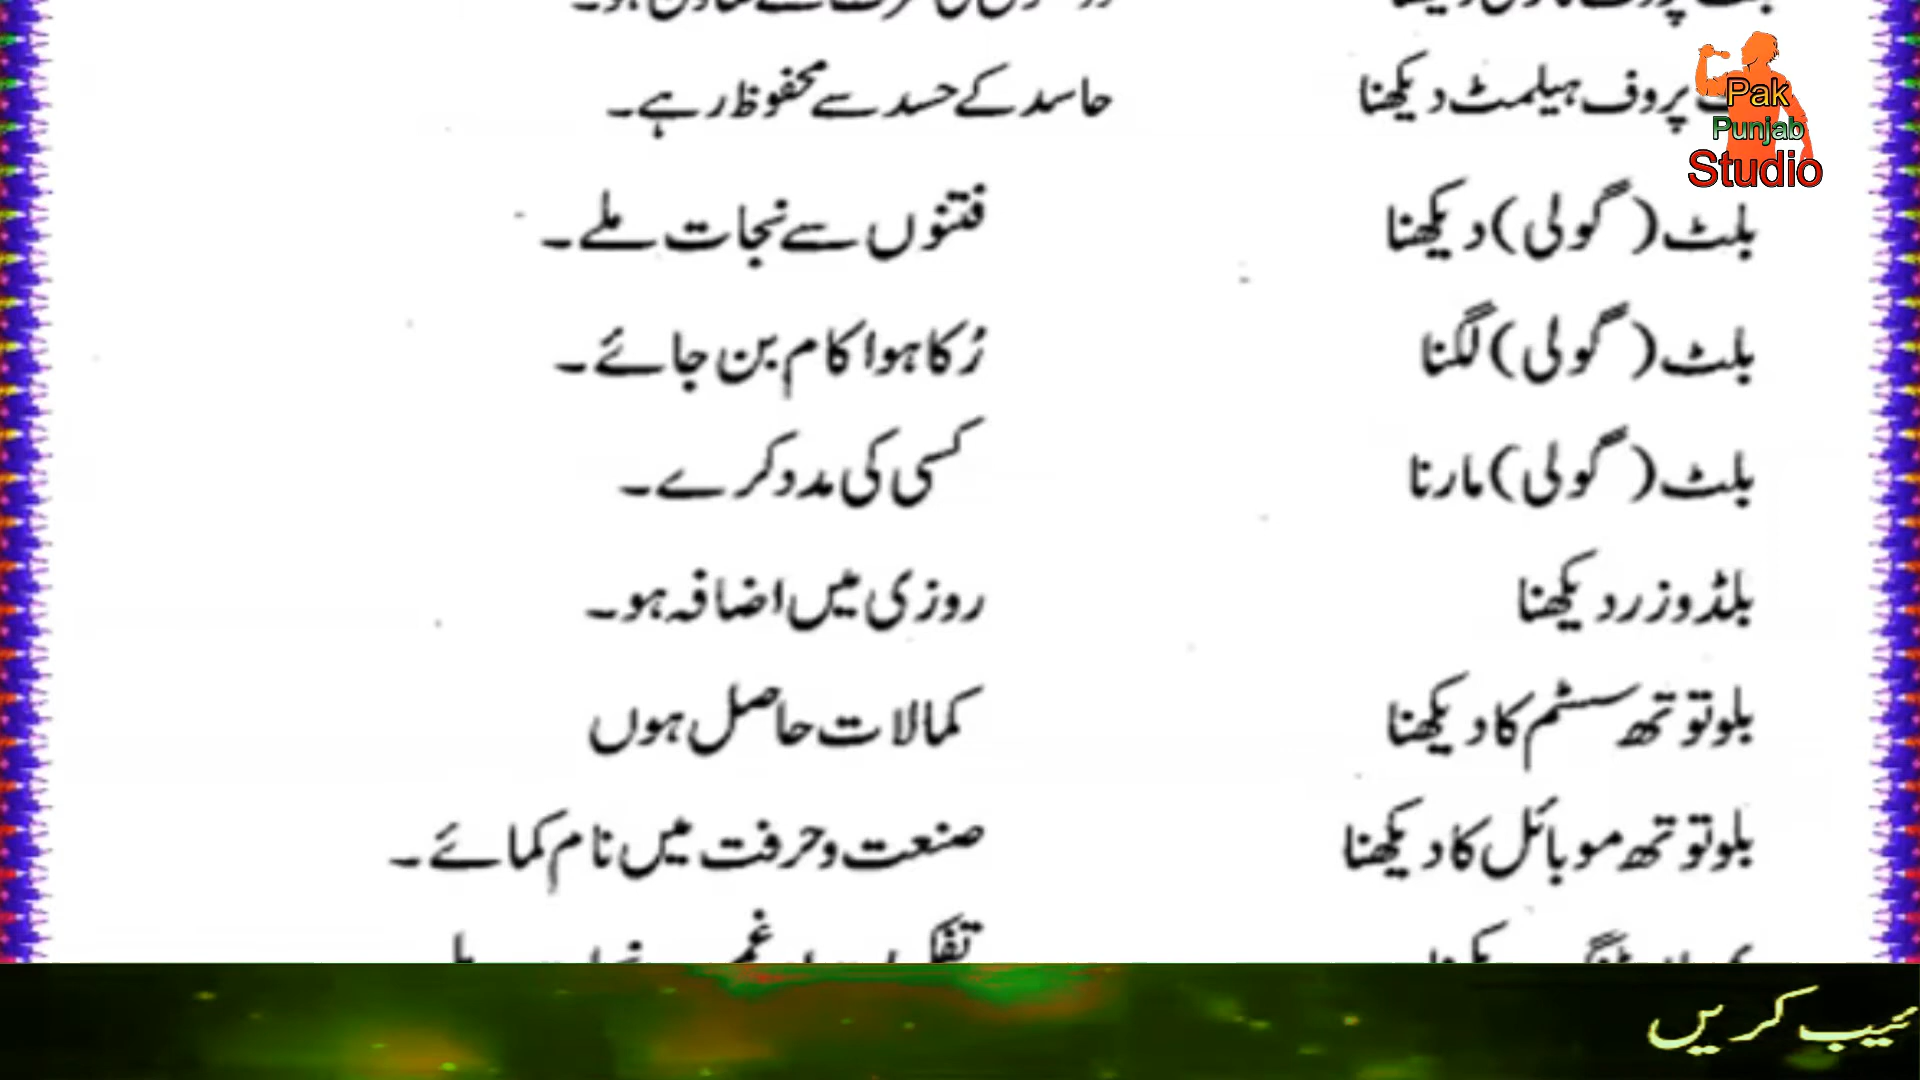 پروف ہیلمٹ دیکھنا حاسد کے حسد سے محفوظ رہے۔
Pak
Punjab
Studio
بلٹ (گولی) دیکھنا فتنوں سے نجات ملے۔
بلٹ (گولی) لگنا رُکا ہوا کام بن جائے۔
بلٹ (گولی) مارنا کسی کی مدد کرے۔
بلڈوزر دیکھنا روزی میں اضافہ ہو۔
بلوتوتھ سسٹم کا دیکھنا کمالات حاصل ہوں
بلوتوتھ موبائل کا دیکھنا صنعت و حرفت میں نام کمائے۔
کریں